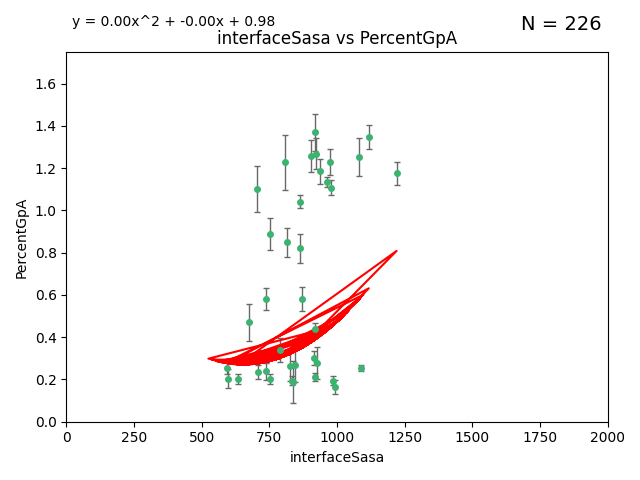 y = 0.00x^2 + -0.00x + 0.98
N = 226
interfaceSasa vs PercentGpA
PercentGpA
1.6
1.4
1.2
1.0
0.8
0.6
0.4
0.2
0.0
0 250 500 750 1000 1250 1500 1750 2000
interfaceSasa